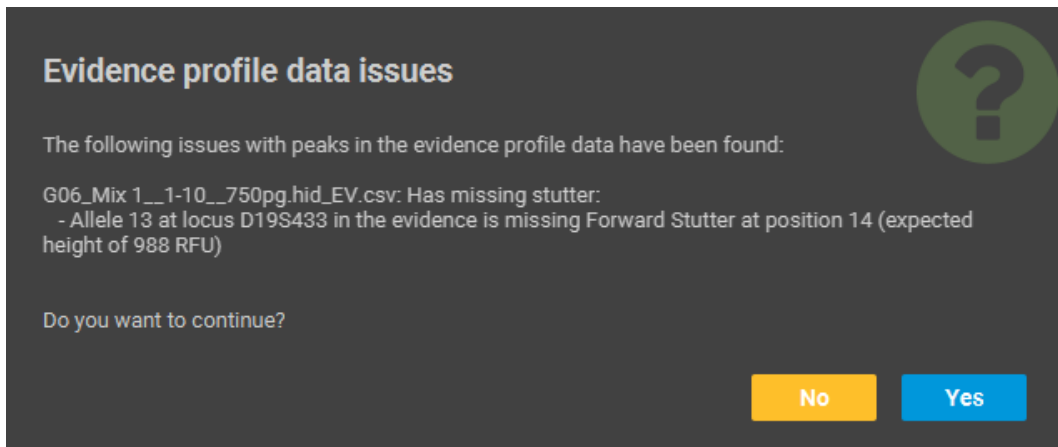 Evidence profile data issues
The following issues with peaks in the evidence profile data have been found:
G06_Mix 1__1-10__750pg.hid_EV.csv: Has missing stutter:
- Allele 13 at locus D19S433 in the evidence is missing Forward Stutter at position 14 (expected
height of 988 RFU)
Do you want to continue?
No
Yes